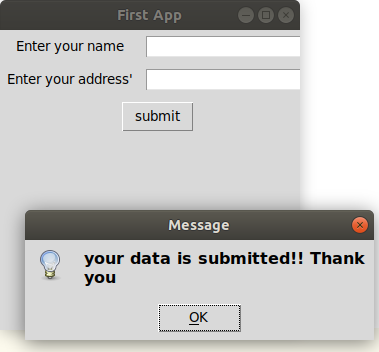 First App
Enter your name
Enter your address'
submit
Message
your data is submitted!! Thank
you
OK